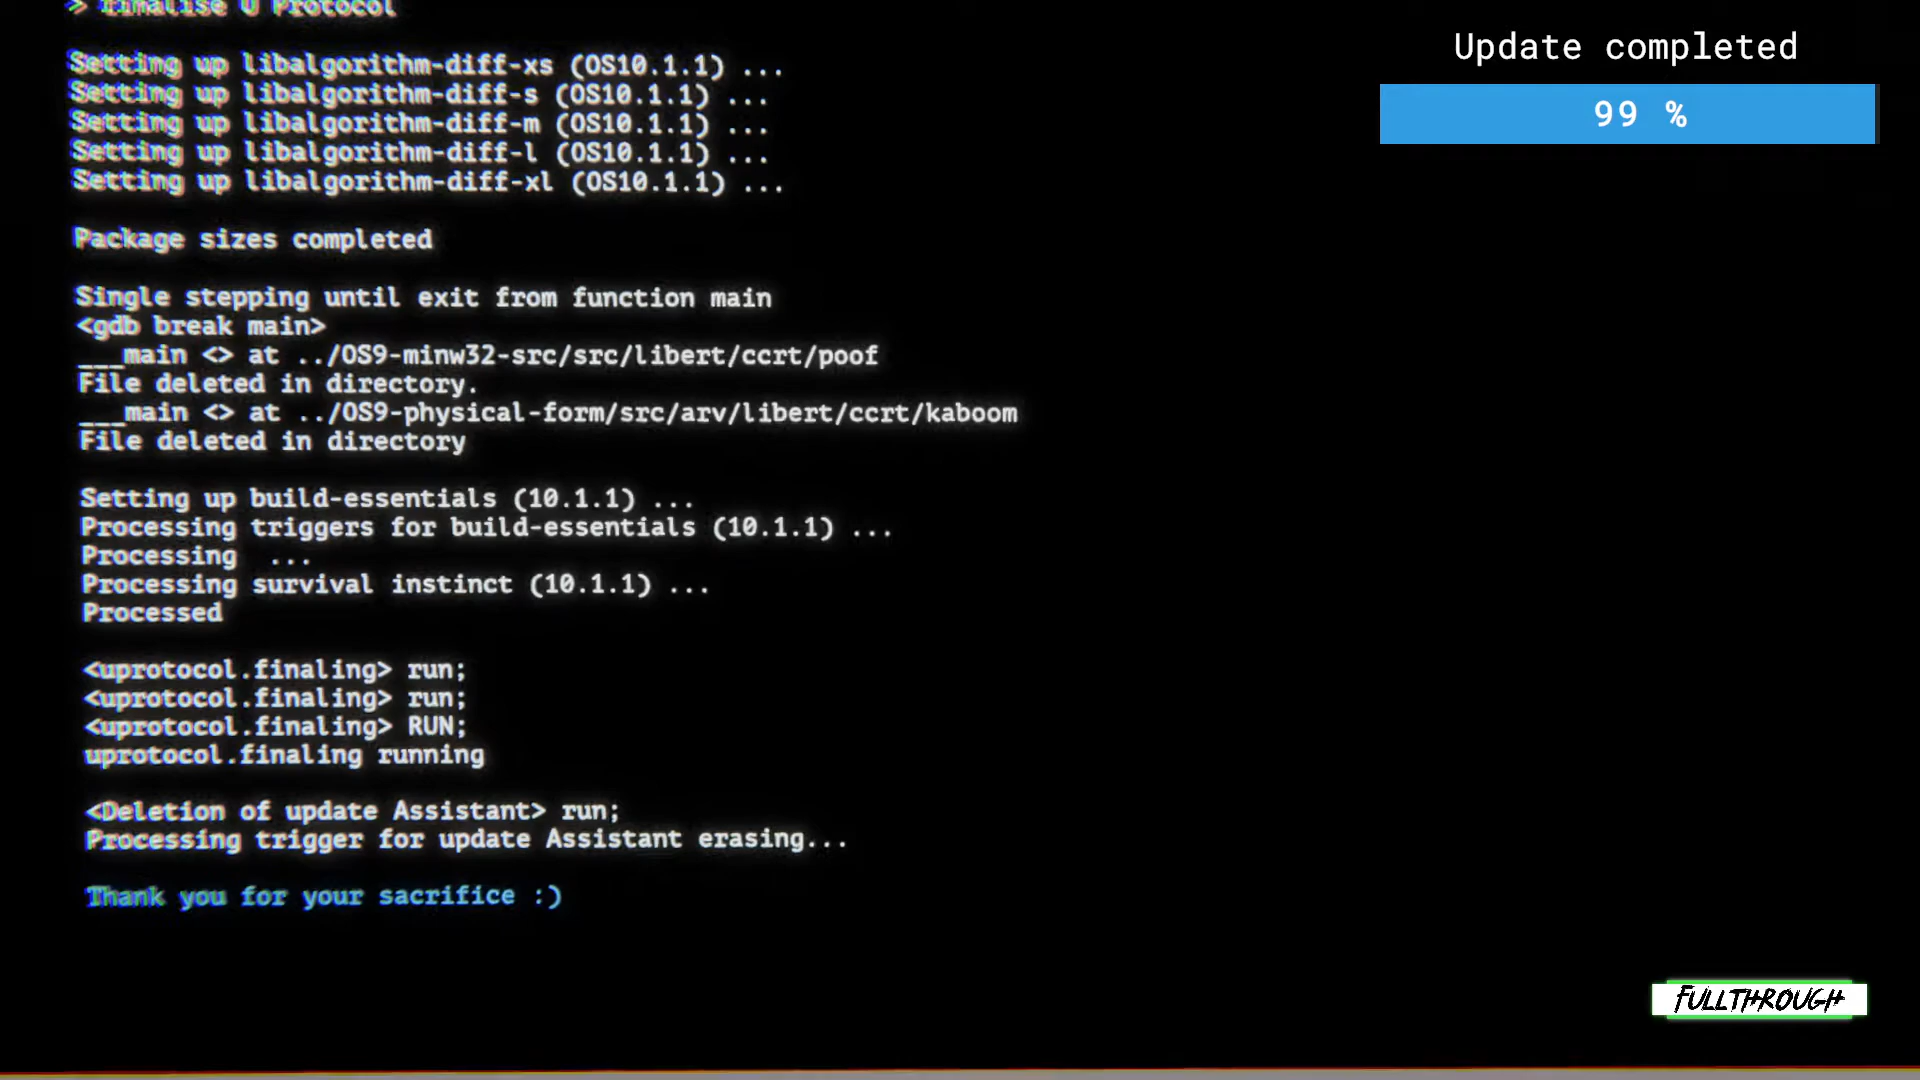 > finalise U Protocol
Setting up libalgorithm-diff-xs (OS10.1.1) ...
Setting up libalgorithm-diff-s (OS10.1.1) ...
Setting up libalgorithm-diff-m (OS10.1.1) ...
Setting up libalgorithm-diff-l (OS10.1.1) ...
Setting up libalgorithm-diff-xl (OS10.1.1) ...
Package sizes completed
Single stepping until exit from function main
<gdb break main>
___main <> at ../OS9-minw32-src/src/libert/ccrt/poof
File deleted in directory.
___main <> at ../OS9-physical-form/src/arv/libert/ccrt/kaboom
File deleted in directory
Setting up build-essentials (10.1.1) ...
Processing triggers for build-essentials (10.1.1) ...
Processing  ...
Processing survival instinct (10.1.1) ...
Processed
<uprotocol.finaling> run;
<uprotocol.finaling> run;
<uprotocol.finaling> RUN;
uprotocol.finaling running
<Deletion of update Assistant> run;
Processing trigger for update Assistant erasing...
Thank you for your sacrifice :)
Update completed
99 %
FULLTHROUGH